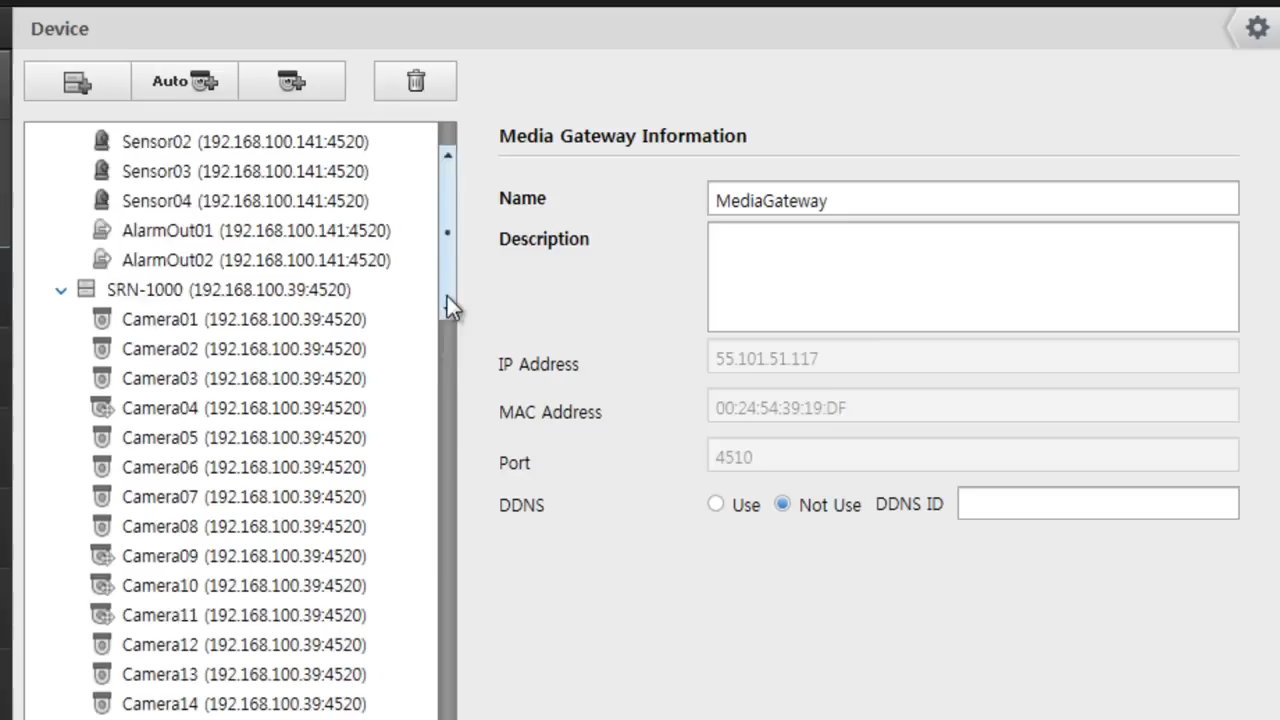 Device
Auto
Sensor02 (192.168.100.141:4520)
Sensor03 (192.168.100.141:4520)
Sensor04 (192.168.100.141:4520)
AlarmOut01 (192.168.100.141:4520)
AlarmOut02 (192.168.100.141:4520)
SRN-1000 (192.168.100.39:4520)
Camera01 (192.168.100.39:4520)
Camera02 (192.168.100.39:4520)
Camera03 (192.168.100.39:4520)
Camera04 (192.168.100.39:4520)
Camera05 (192.168.100.39:4520)
Camera06 (192.168.100.39:4520)
Camera07 (192.168.100.39:4520)
Camera08 (192.168.100.39:4520)
Camera09 (192.168.100.39:4520)
Camera10 (192.168.100.39:4520)
Camera11 (192.168.100.39:4520)
Camera12 (192.168.100.39:4520)
Camera13 (192.168.100.39:4520)
Camera14 (192.168.100.39:4520)
Media Gateway Information
Name MediaGateway
Description
IP Address 55.101.51.117
MAC Address 00:24:54:39:19:DF
Port 4510
DDNS Use Not Use DDNS ID